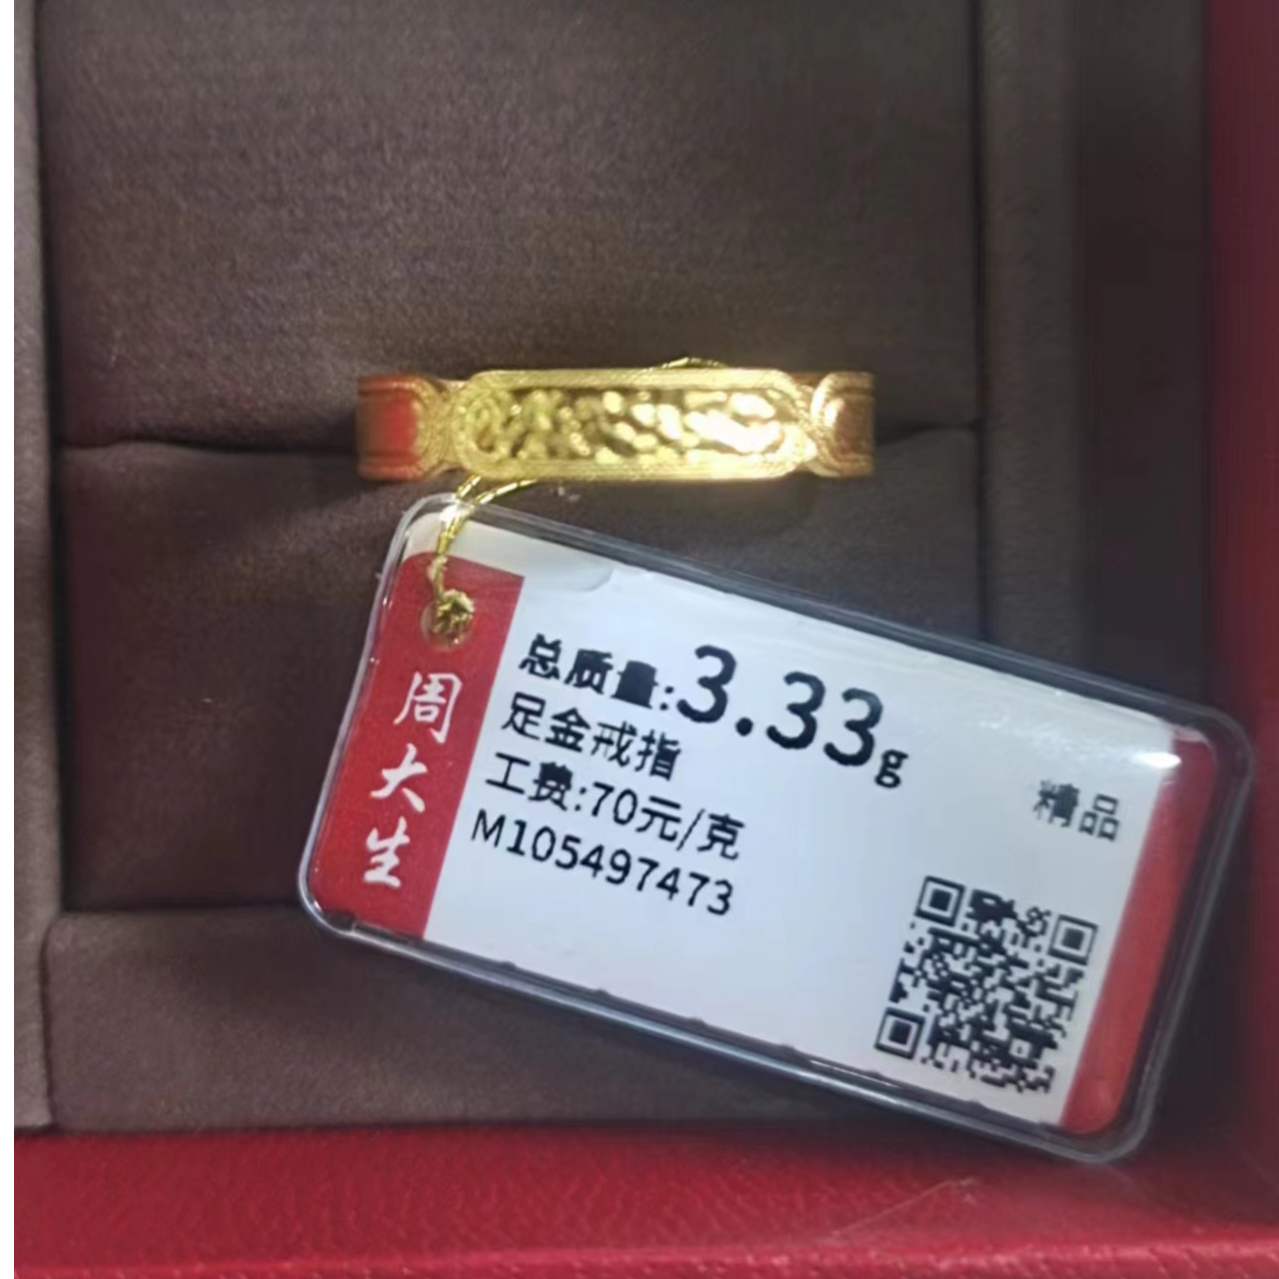 周大生
总质量:3.33g
足金戒指
工费:70元/克
M105497473
精品